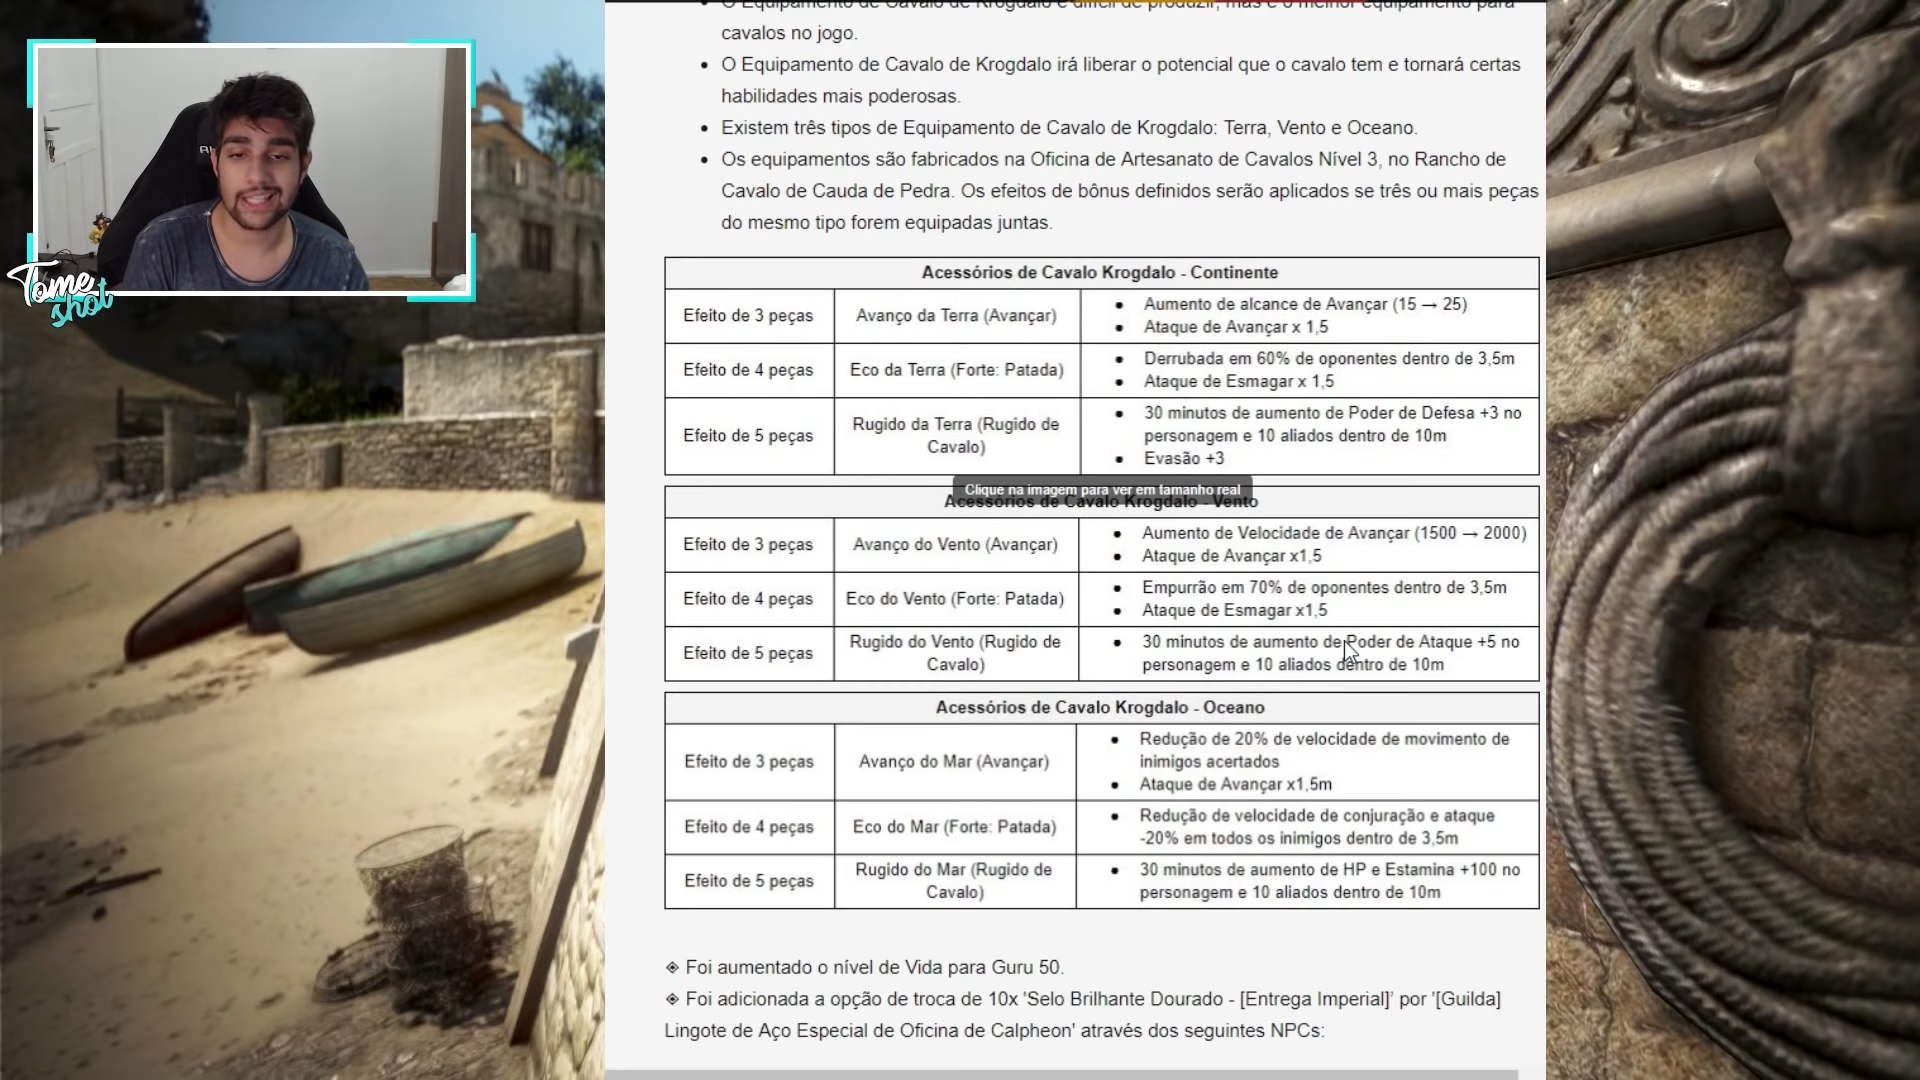 O Equipamento de Cavalo de Krogdalo é difícil de produzir, mas é o melhor equipamento para
cavalos no jogo.
O Equipamento de Cavalo de Krogdalo irá liberar o potencial que o cavalo tem e tornará certas
habilidades mais poderosas.
Existem três tipos de Equipamento de Cavalo de Krogdalo: Terra, Vento e Oceano.
Os equipamentos são fabricados na Oficina de Artesanato de Cavalos Nível 3, no Rancho de
Cavalo de Cauda de Pedra. Os efeitos de bônus definidos serão aplicados se três ou mais peças
do mesmo tipo forem equipadas juntas.
Tome
shot
Acessórios de Cavalo Krogdalo - Continente
Efeito de 3 peças
Avanço da Terra (Avançar)
Aumento de alcance de Avançar (15 → 25)
Ataque de Avançar x 1,5
Efeito de 4 peças
Eco da Terra (Forte: Patada)
Derrubada em 60% de oponentes dentro de 3,5m
Ataque de Esmagar x 1,5
Efeito de 5 peças
Rugido da Terra (Rugido de
Cavalo)
30 minutos de aumento de Poder de Defesa +3 no
personagem e 10 aliados dentro de 10m
Evasão +3
Clique na imagem para ver em tamanho real
Acessórios de Cavalo Krogdalo - Vento
Efeito de 3 peças
Avanço do Vento (Avançar)
Aumento de Velocidade de Avançar (1500 → 2000)
Ataque de Avançar x1,5
Efeito de 4 peças
Eco do Vento (Forte: Patada)
Empurrão em 70% de oponentes dentro de 3,5m
Ataque de Esmagar x1,5
Efeito de 5 peças
Rugido do Vento (Rugido de
Cavalo)
30 minutos de aumento de Poder de Ataque +5 no
personagem e 10 aliados dentro de 10m
Acessórios de Cavalo Krogdalo - Oceano
Efeito de 3 peças
Avanço do Mar (Avançar)
Redução de 20% de velocidade de movimento de
inimigos acertados
Ataque de Avançar x1,5m
Efeito de 4 peças
Eco do Mar (Forte: Patada)
Redução de velocidade de conjuração e ataque
-20% em todos os inimigos dentro de 3,5m
Efeito de 5 peças
Rugido do Mar (Rugido de
Cavalo)
30 minutos de aumento de HP e Estamina +100 no
personagem e 10 aliados dentro de 10m
◈ Foi aumentado o nível de Vida para Guru 50.
◈ Foi adicionada a opção de troca de 10x 'Selo Brilhante Dourado - [Entrega Imperial]' por '[Guilda]
Lingote de Aço Especial de Oficina de Calpheon' através dos seguintes NPCs: